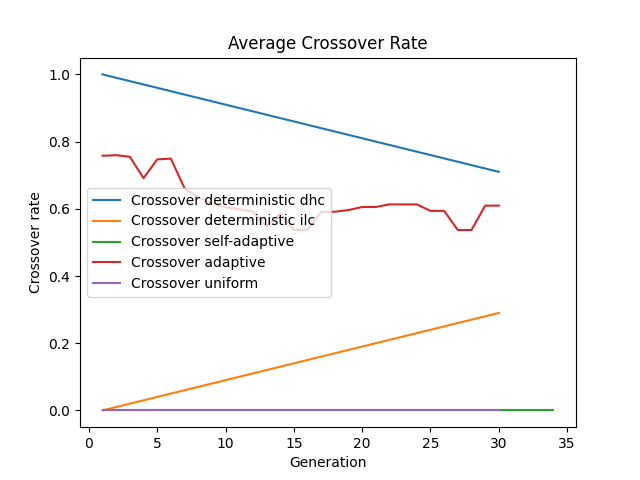 Average Crossover Rate
Crossover rate
1.0
0.8
0.6
0.4
0.2
0.0
Crossover deterministic dhc
Crossover deterministic ilc
Crossover self-adaptive
Crossover adaptive
Crossover uniform
0 5 10 15 20 25 30 35
Generation